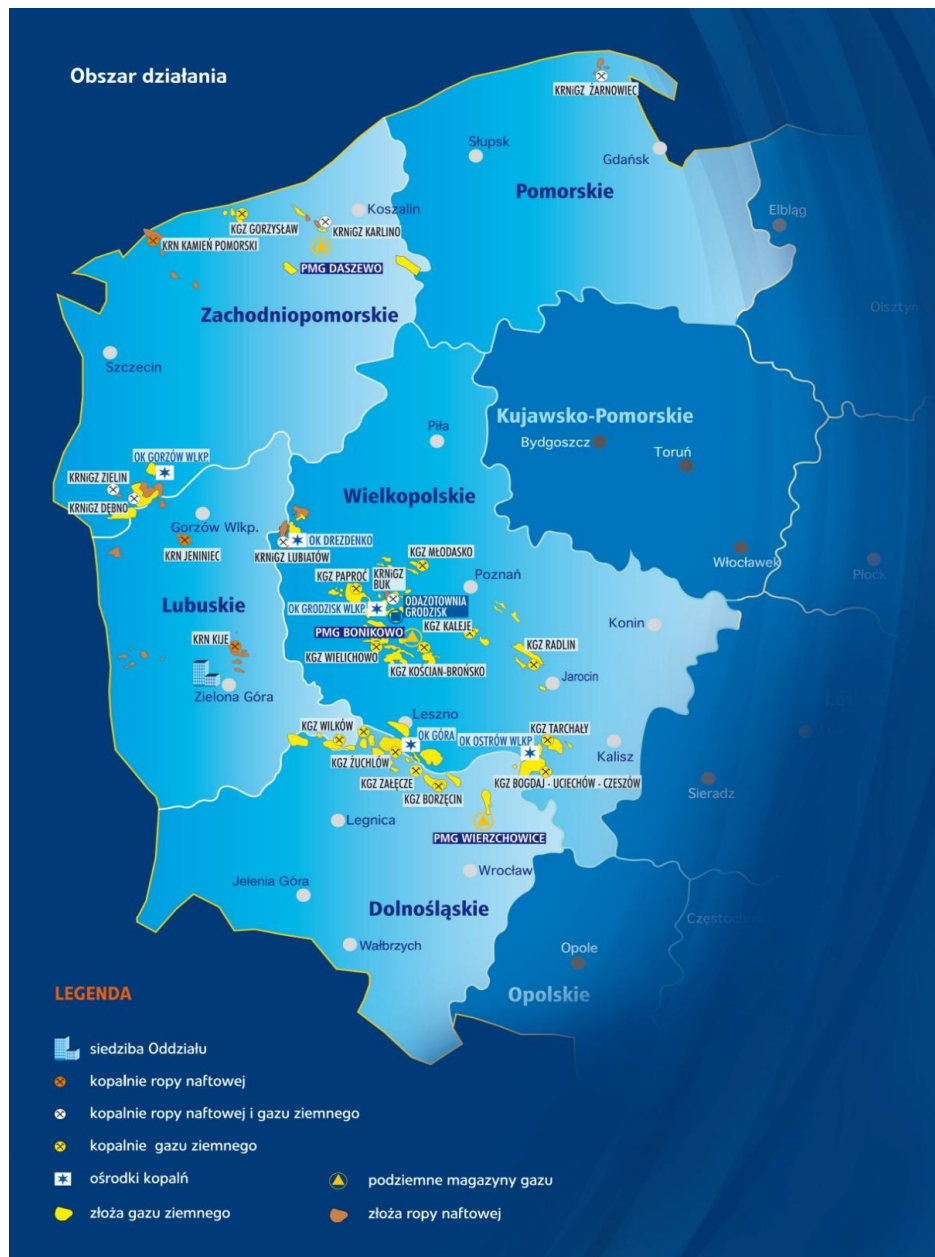 Obszar działania
KRNiGZ ŻARNOWIEC
Słupsk
Gdańsk
Pomorskie
Elbląg
Koszalin
KGZ GORZYSŁAW
KRNiGZ KARLINO
KRN KAMIEŃ POMORSKI
PMG DASZEWO
Olsztyn
Zachodniopomorskie
Szczecin
Kujawsko-Pomorskie
Piła
Bydgoszcz
Toruń
OK GORZÓW WLKP.
KRNiGZ ZIELIN
Wielkopolskie
KRNiGZ DĘBNO
Gorzów Wlkp.
OK DREZDENKO
KRN JENINIEC
KRNiGZ LUBIATÓW
KGZ MŁODASKO
Włocławek
Płock
KGZ PAPROĆ
KRNiGZ
BUK
Poznań
Lubuskie
OK GRODZISK WLKP.
ODAZOTOWNIA
GRODZISK
Konin
PMG BONIKOWO
KGZ KALEJE
KRN KIJE
KGZ WIELICHOWO
KGZ RADLIN
KGZ KOŚCIAN-BROŃSKO
Jarocin
Zielona Góra
Leszno
KGZ WILKÓW
OK GÓRA
OK OSTRÓW WLKP.
KGZ TARCHAŁY
Kalisz
KGZ ŻUCHLÓW
KGZ ZAŁĘCZE
KGZ BOGDAJ - UCIECHÓW - CZESZÓW
KGZ BORZĘCIN
Sieradz
Legnica
PMG WIERZCHOWICE
Wrocław
Jelenia Góra
Dolnośląskie
Wałbrzych
Opole
Opolskie
LEGENDA
siedziba Oddziału
kopalnie ropy naftowej
kopalnie ropy naftowej i gazu ziemnego
kopalnie gazu ziemnego
ośrodki kopalń
podziemne magazyny gazu
złoża gazu ziemnego
złoża ropy naftowej